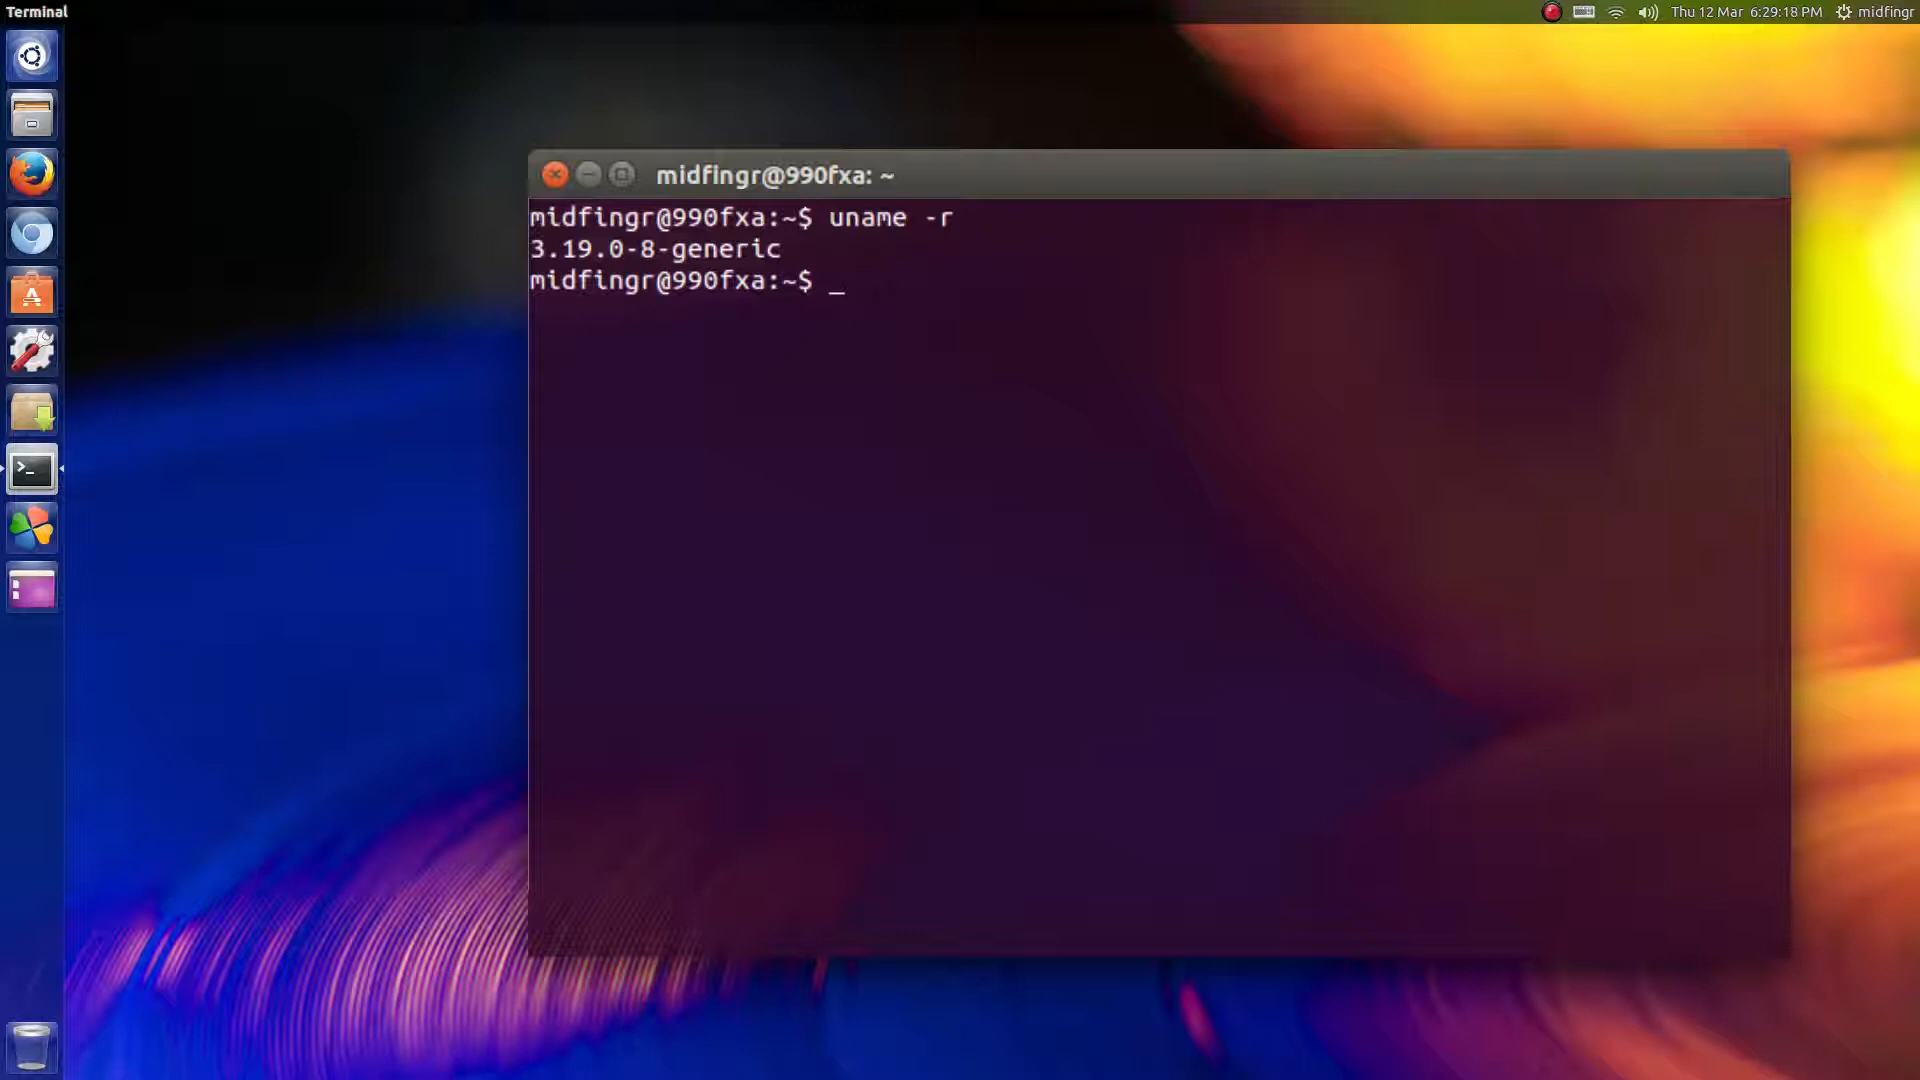 Terminal
Thu 12 Mar 6:29:18 PM midfingr
midfingr@990fxa: ~
midfingr@990fxa:~$ uname -r
3.19.0-8-generic
midfingr@990fxa:~$ _